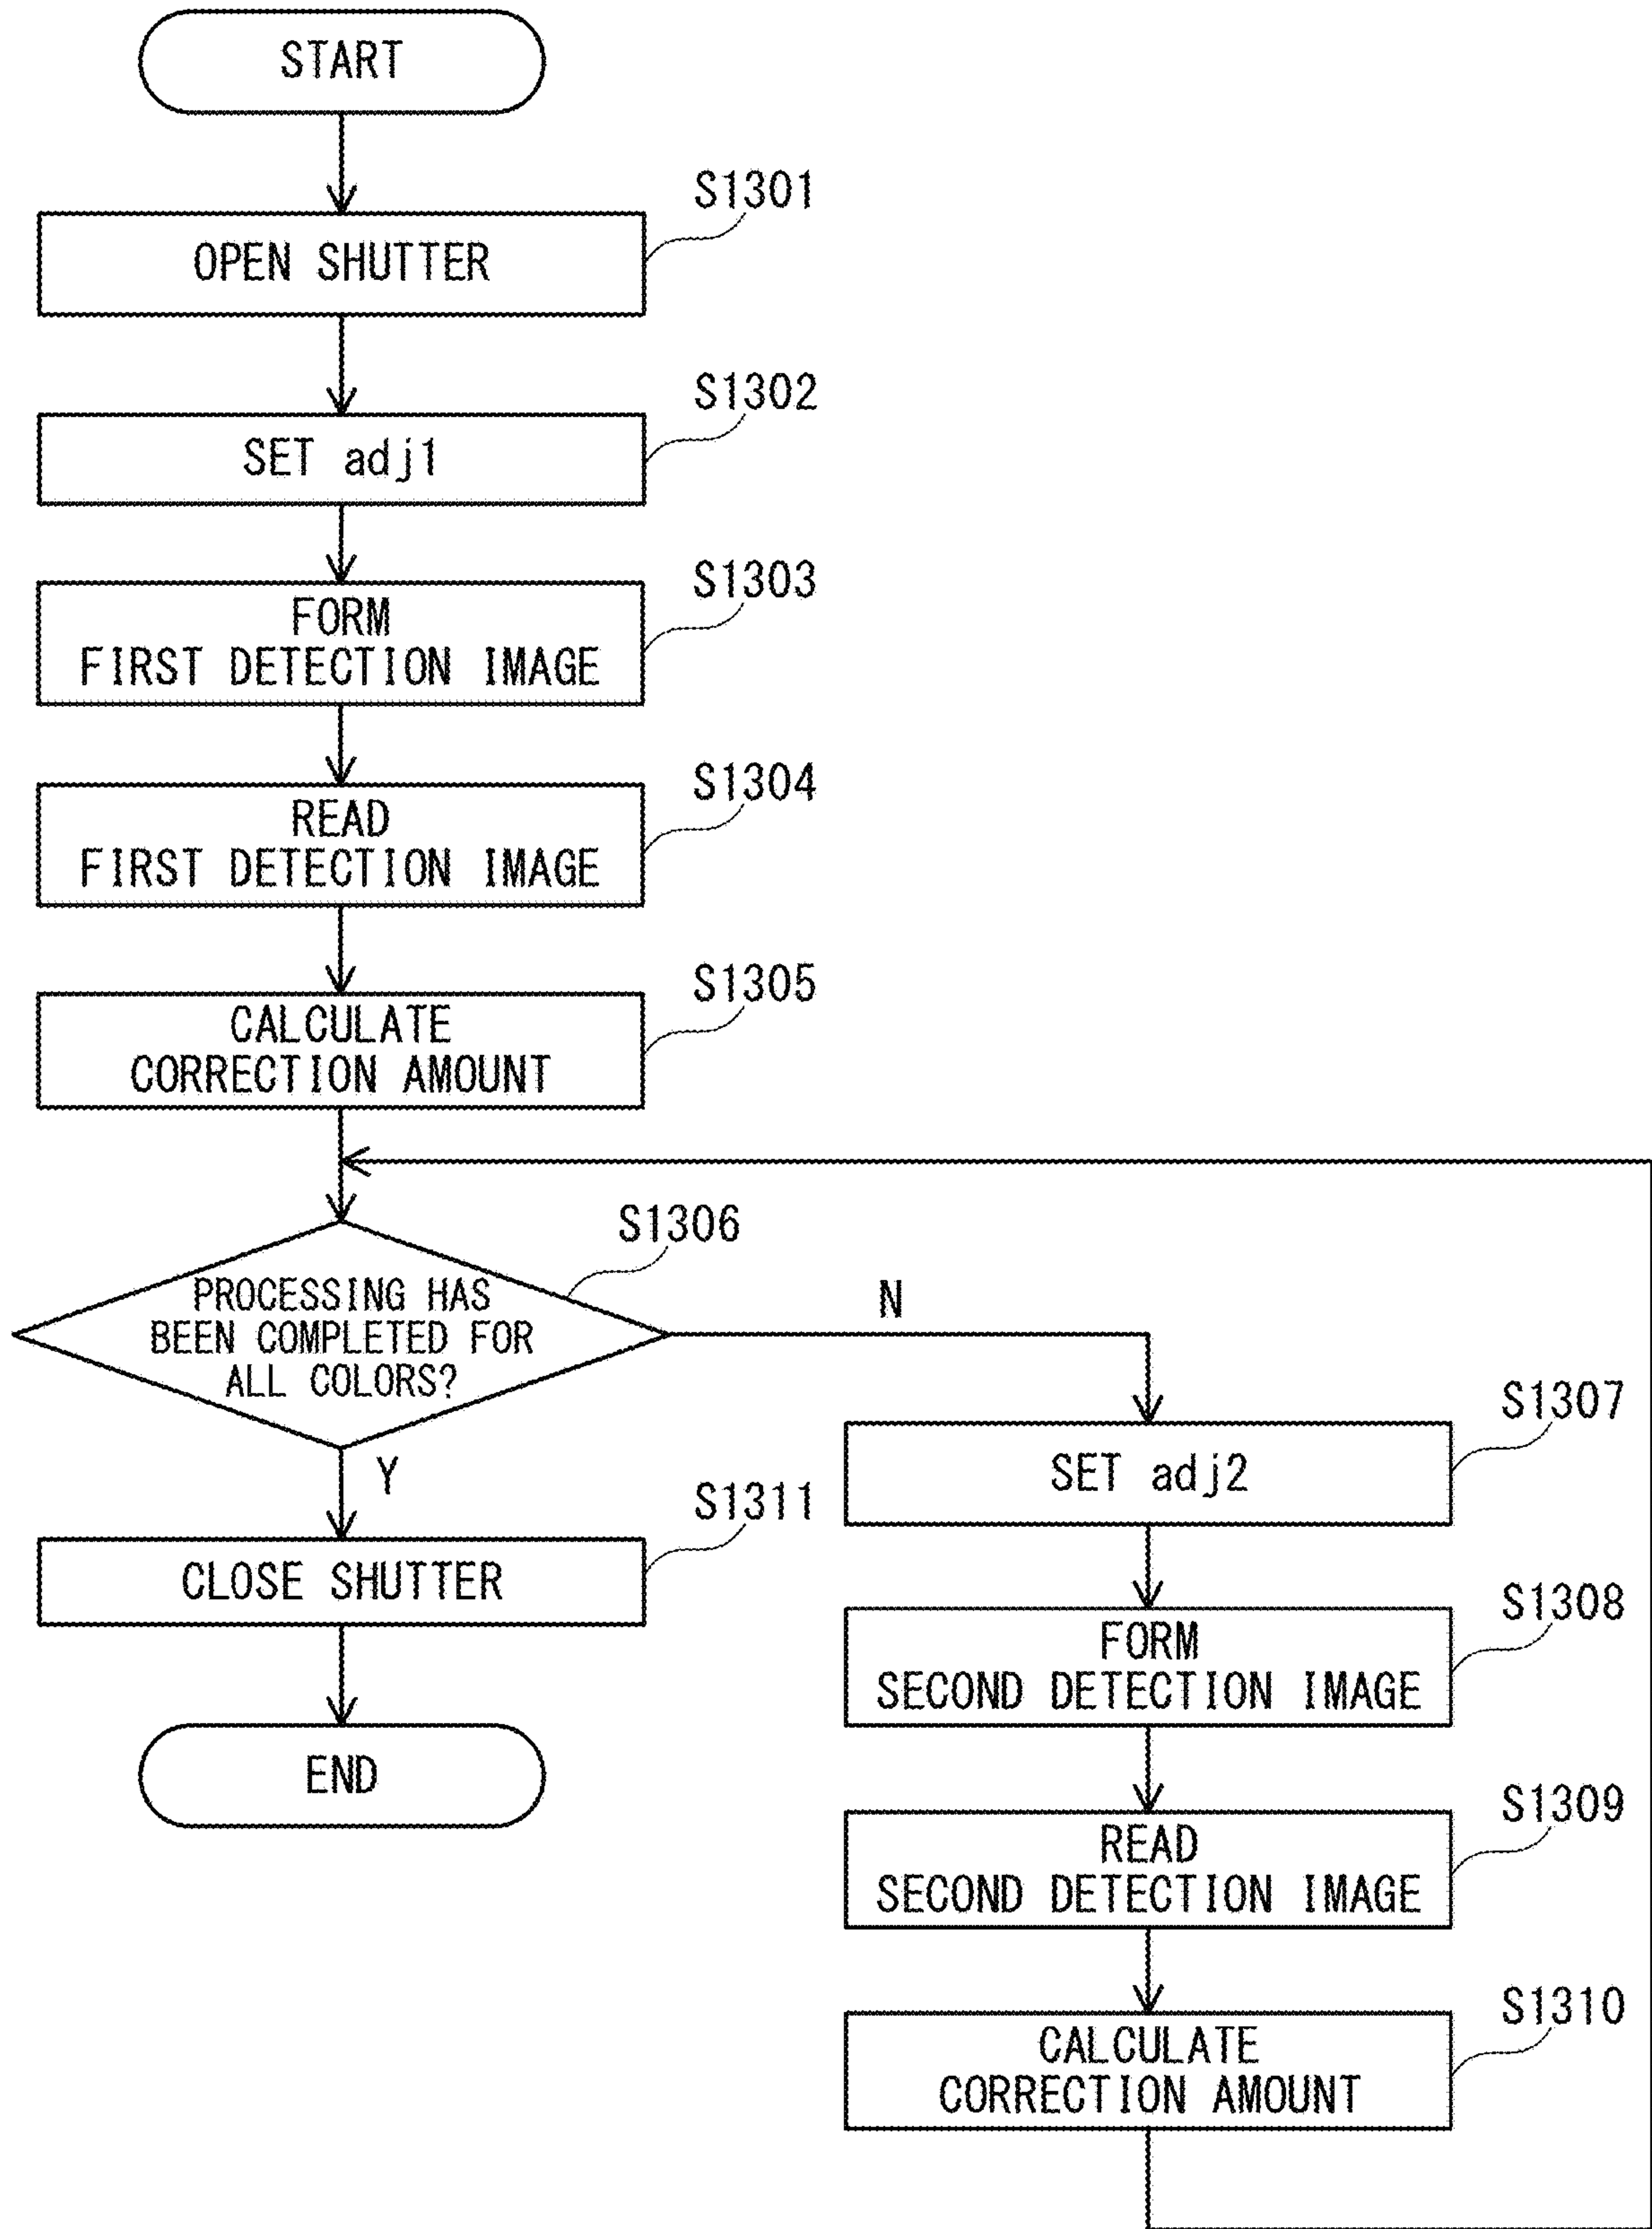 START
S1301
OPEN SHUTTER
S1302
SET adj1
S1303
FORM
FIRST DETECTION IMAGE
S1304
READ
FIRST DETECTION IMAGE
S1305
CALCULATE
CORRECTION AMOUNT
S1306
PROCESSING HAS
BEEN COMPLETED FOR
ALL COLORS?
N
Y
S1307
SET adj2
S1311
CLOSE SHUTTER
S1308
FORM
SECOND DETECTION IMAGE
END
S1309
READ
SECOND DETECTION IMAGE
S1310
CALCULATE
CORRECTION AMOUNT